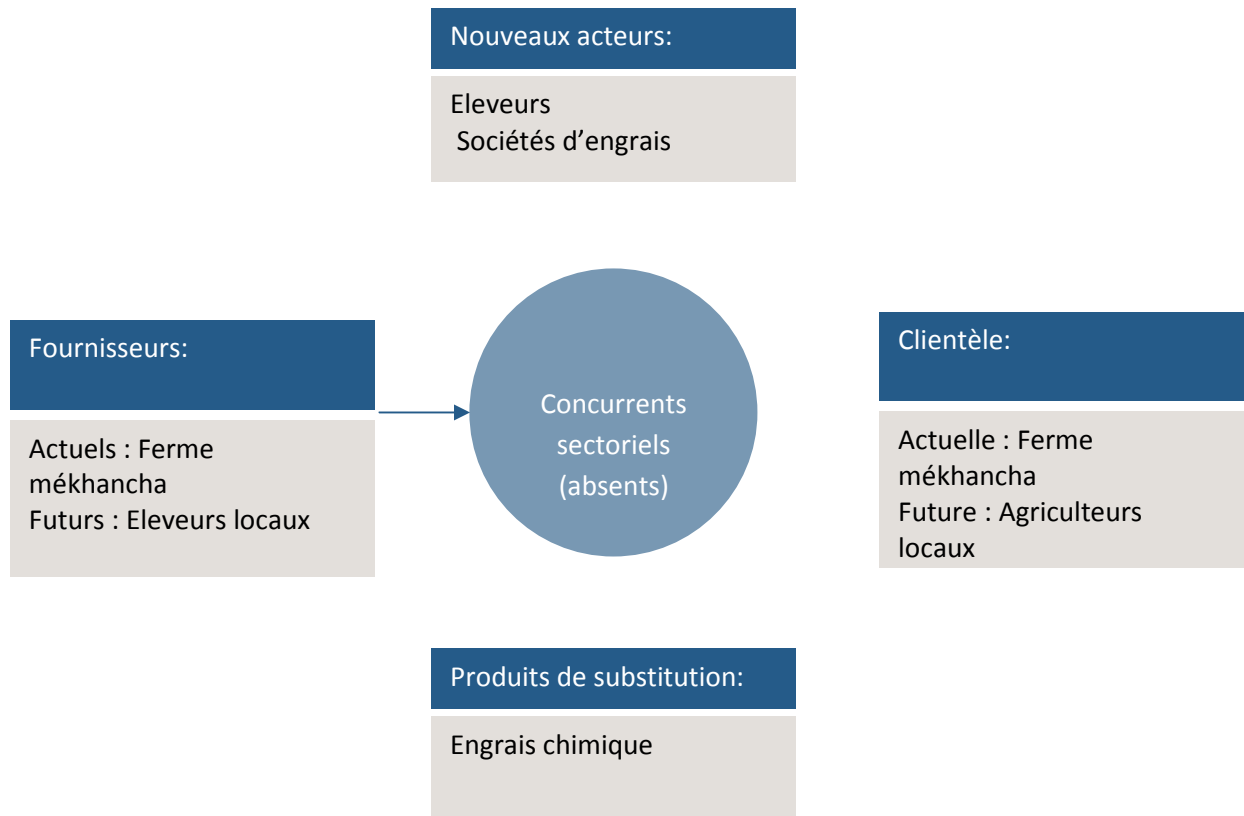 Nouveaux acteurs:
Eleveurs
Sociétés d’engrais
Fournisseurs:
Actuels : Ferme
mékhancha
Futurs : Eleveurs locaux
Concurrents
sectoriels
(absents)
Clientèle:
Actuelle : Ferme
mékhancha
Future : Agriculteurs
locaux
Produits de substitution:
Engrais chimique